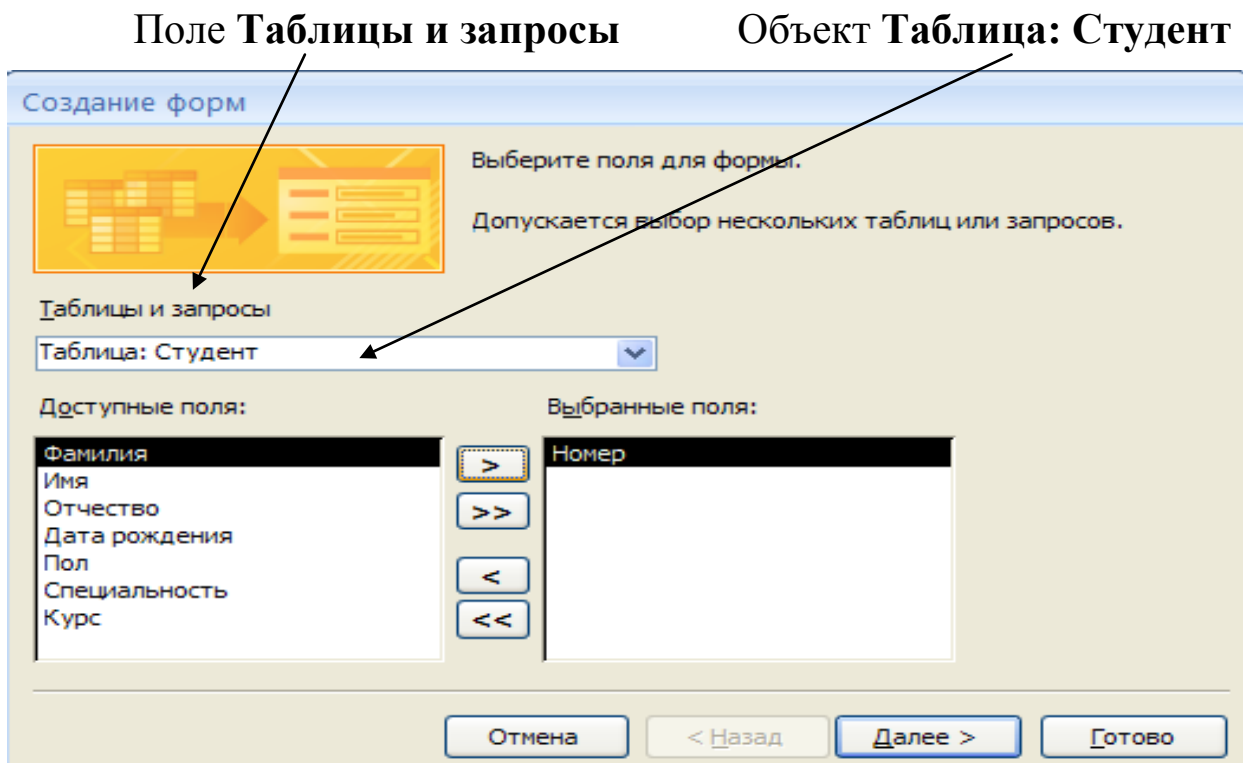 Поле Таблицы и запросы Объект Таблица: Студент
Создание форм
Выберите поля для формы.
Допускается выбор нескольких таблиц или запросов.
Таблицы и запросы
Таблица: Студент
Доступные поля:
Фамилия
Имя
Отчество
Дата рождения
Пол
Специальность
Курс
>
>>
<
<<
Выбранные поля:
Номер
Отмена
< Назад
Далее >
Готово